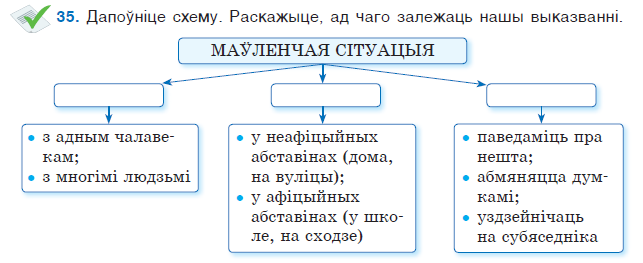 35. Дапоўніце схему. Раскажыце, ад чаго залежаць нашы выказванні.
МАЎЛЕНЧАЯ СІТУАЦЫЯ
• з адным чалаве-
кам;
• з многімі людзьмі
• у неафіцыйных
абставінах (дома,
на вуліцы);
• у афіцыйных
абставінах (у шко-
ле, на сходзе)
• паведаміць пра
нешта;
• абмяняцца дум-
камі;
• уздзейнічаць
на субяседніка